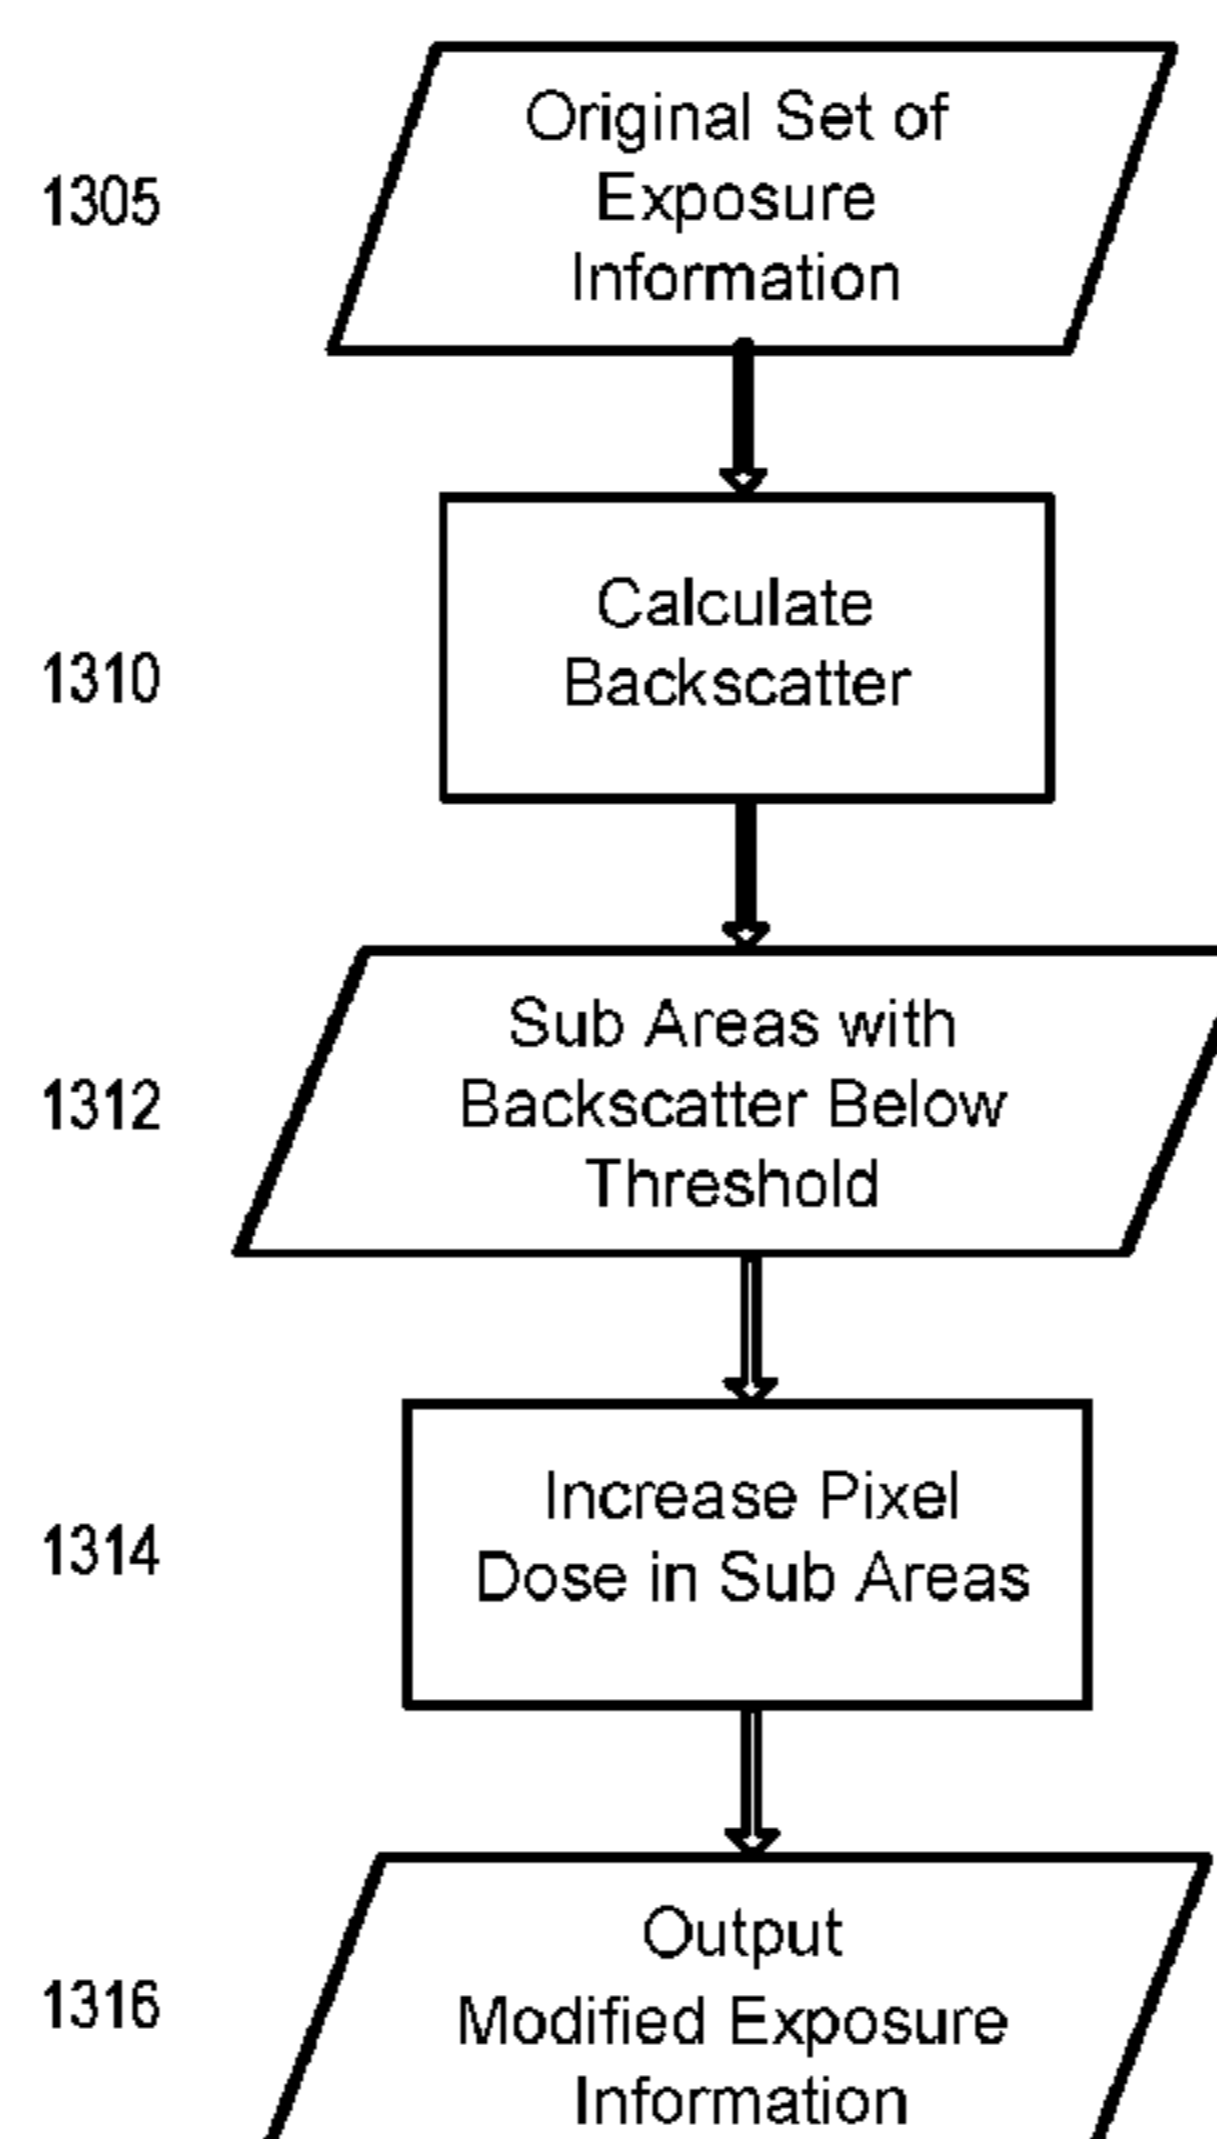 Original Set of
Exposure
Information
1305
Calculate
Backscatter
1310
Sub Areas with
Backscatter Below
Threshold
1312
Increase Pixel
Dose in Sub Areas
1314
Output
Modified Exposure
Information
1316